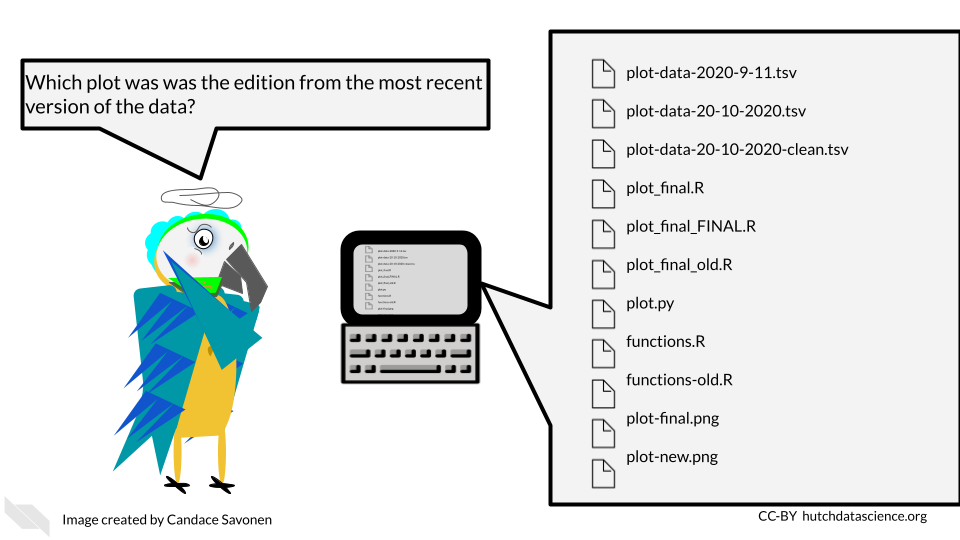 Which plot was was the edition from the most recent
version of the data?
plot-data-2020-9-11.tsv
plot-data-20-10-2020.tsv
plot-data-20-10-2020-clean.tsv
plot_final.R
plot_final_FINAL.R
plot_final_old.R
plot.py
functions.R
functions-old.R
plot-final.png
plot-new.png
Image created by Candace Savonen
CC-BY hutchdatascience.org